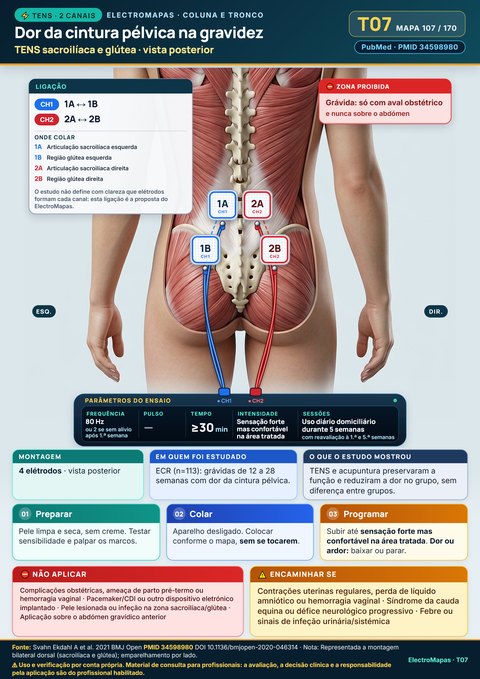 TENS · 2 CANAIS
ELECTROMAPAS · COLUNA E TRONCO
Dor da cintura pélvica na gravidez
TENS sacroilíaca e glútea · vista posterior
T07 MAPA 107 / 170
PubMed · PMID 34598980
LIGAÇÃO
CH1 1A ↔ 1B
CH2 2A ↔ 2B
ONDE COLAR
1A Articulação sacroilíaca esquerda
1B Região glútea esquerda
2A Articulação sacroilíaca direita
2B Região glútea direita
O estudo não define com clareza que elétrodos
formam cada canal: esta ligação é a proposta do
ElectroMapas.
ZONA PROIBIDA
Grávida: só com aval obstétrico
e nunca sobre o abdómen
1A
CH1
2A
CH2
1B
CH1
2B
CH2
ESQ.
DIR.
CH1
CH2
PARÂMETROS DO ENSAIO
FREQUÊNCIA
80 Hz
ou 2 se sem alívio
após 1.ª semana
PULSO
—
TEMPO
≥30 min
INTENSIDADE
Sensação forte
mas confortável
na área tratada
SESSÕES
Uso diário domiciliário
durante 5 semanas
com reavaliação à 1.ª e 5.ª semanas
MONTAGEM
4 elétrodos · vista posterior
EM QUEM FOI ESTUDADO
ECR (n=113): grávidas de 12 a 28
semanas com dor da cintura pélvica.
O QUE O ESTUDO MOSTROU
TENS e acupuntura preservaram a
função e reduziram a dor no grupo, sem
diferença entre grupos.
01 Preparar
Pele limpa e seca, sem creme. Testar
sensibilidade e palpar os marcos.
02 Colar
Aparelho desligado. Colocar
conforme o mapa, sem se tocarem.
03 Programar
Subir até sensação forte mas
confortável na área tratada. Dor ou
ardor: baixar ou parar.
NÃO APLICAR
Complicações obstétricas, ameaça de parto pré-termo ou
hemorragia vaginal · Pacemaker/CDI ou outro dispositivo eletrónico
implantado · Pele lesionada ou infeção na zona sacroilíaca/glútea ·
Aplicação sobre o abdómen gravídico anterior
ENCAMINHAR SE
Contrações uterinas regulares, perda de líquido
amniótico ou hemorragia vaginal · Síndrome da cauda
equina ou défice neurológico progressivo · Febre ou
sinais de infeção urinária/sistémica
Fonte: Svahn Ekdahl A et al. 2021 BMJ Open PMID 34598980 DOI 10.1136/bmjopen-2020-046314 · Nota: Representada a montagem
bilateral dorsal (sacroilíaca e glútea); emparelhamento por lado.
Uso e verificação por conta própria. Material de consulta para profissionais: a avaliação, a decisão clínica e a responsabilidade
pela aplicação são do profissional habilitado.
ElectroMapas · T07